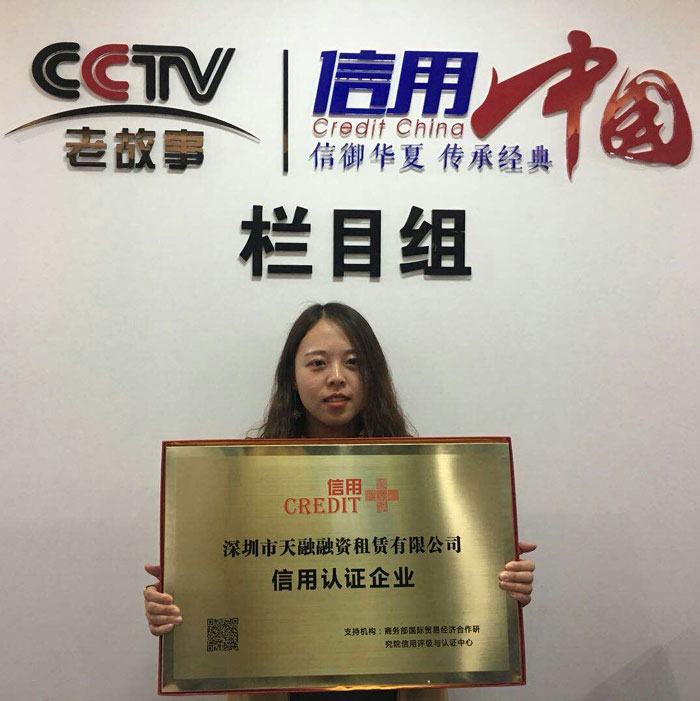 CCTV
老故事
信用中国
Credit China
信御华夏 传承经典
栏目组
信用
CREDIT
深圳市天融融资租赁有限公司
信用认证企业
支持机构:商务部国际贸易经济合作研
究院信用评级与认证中心